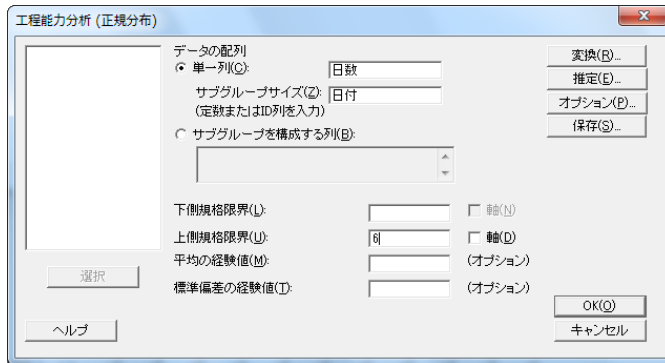 工程能力分析 (正規分布)
データの配列
単一列(C): 日数
サブグループサイズ(Z): 日付
(定数またはID列を入力)
サブグループを構成する列(B):
変換(R)...
推定(E)...
オプション(P)...
保存(S)...
下側規格限界(L): 軸(N)
上側規格限界(U): 6 軸(D)
平均の経験値(M): (オプション)
標準偏差の経験値(T): (オプション)
選択
OK(O)
ヘルプ キャンセル